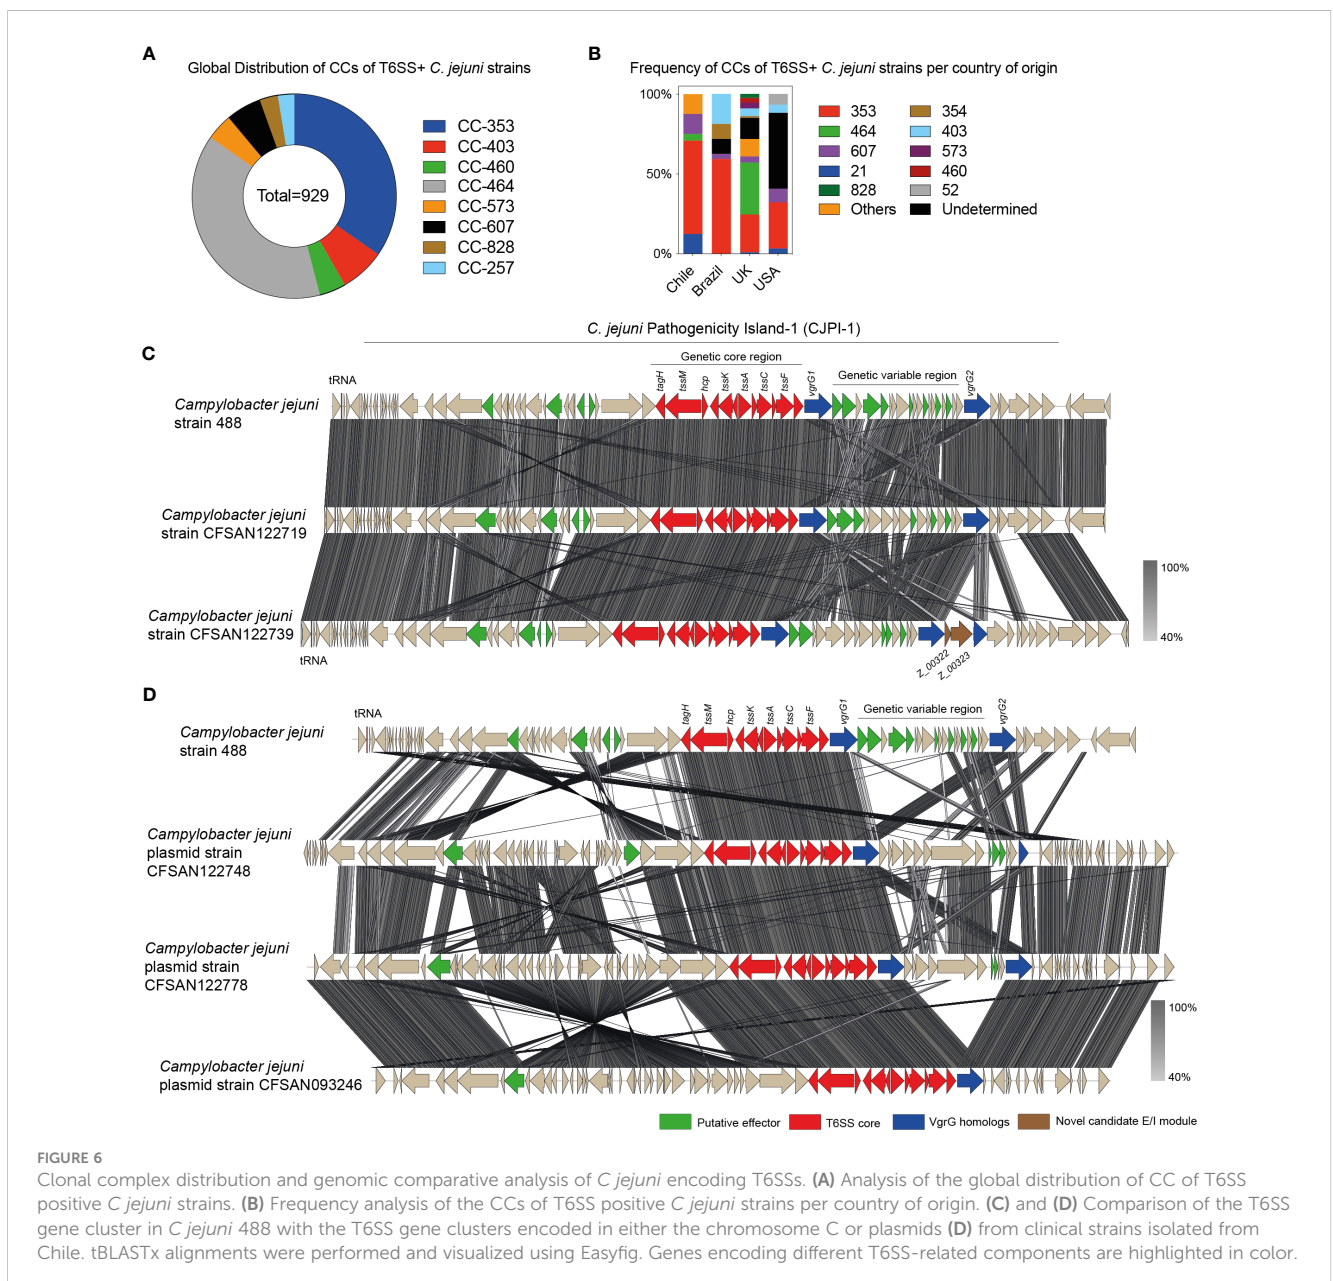 A
Global Distribution of CCs of T6SS+ C. jejuni strains
Total=929
CC-353
CC-403
CC-460
CC-464
CC-573
CC-607
CC-828
CC-257
B
Frequency of CCs of T6SS+ C. jejuni strains per country of origin
100%
50%
0%
Chile
Brazil
UK
USA
353
464
607
21
828
Others
354
403
573
460
52
Undetermined
C. jejuni Pathogenicity Island-1 (CJPI-1)
C
Genetic core region
Genetic variable region
tRNA
tagH
tssM
hcp
tssK
tssA
tssC
tssF
vgrG1
vgrG2
Campylobacter jejuni
strain 488
Campylobacter jejuni
strain CFSAN122719
Campylobacter jejuni
strain CFSAN122739
tRNA
Z_00322
Z_00323
100%
40%
D
tRNA
tagH
tssM
hcp
tssK
tssA
tssC
tssF
vgrG1
Genetic variable region
vgrG2
Campylobacter jejuni
strain 488
Campylobacter jejuni
plasmid strain
CFSAN122748
Campylobacter jejuni
plasmid strain
CFSAN122778
Campylobacter jejuni
plasmid strain CFSAN093246
100%
40%
Putative effector
T6SS core
VgrG homologs
Novel candidate E/I module
FIGURE 6
Clonal complex distribution and genomic comparative analysis of C jejuni encoding T6SSs. (A) Analysis of the global distribution of CC of T6SS
positive C jejuni strains. (B) Frequency analysis of the CCs of T6SS positive C jejuni strains per country of origin. (C) and (D) Comparison of the T6SS
gene cluster in C jejuni 488 with the T6SS gene clusters encoded in either the chromosome C or plasmids (D) from clinical strains isolated from
Chile. tBLASTx alignments were performed and visualized using Easyfig. Genes encoding different T6SS-related components are highlighted in color.